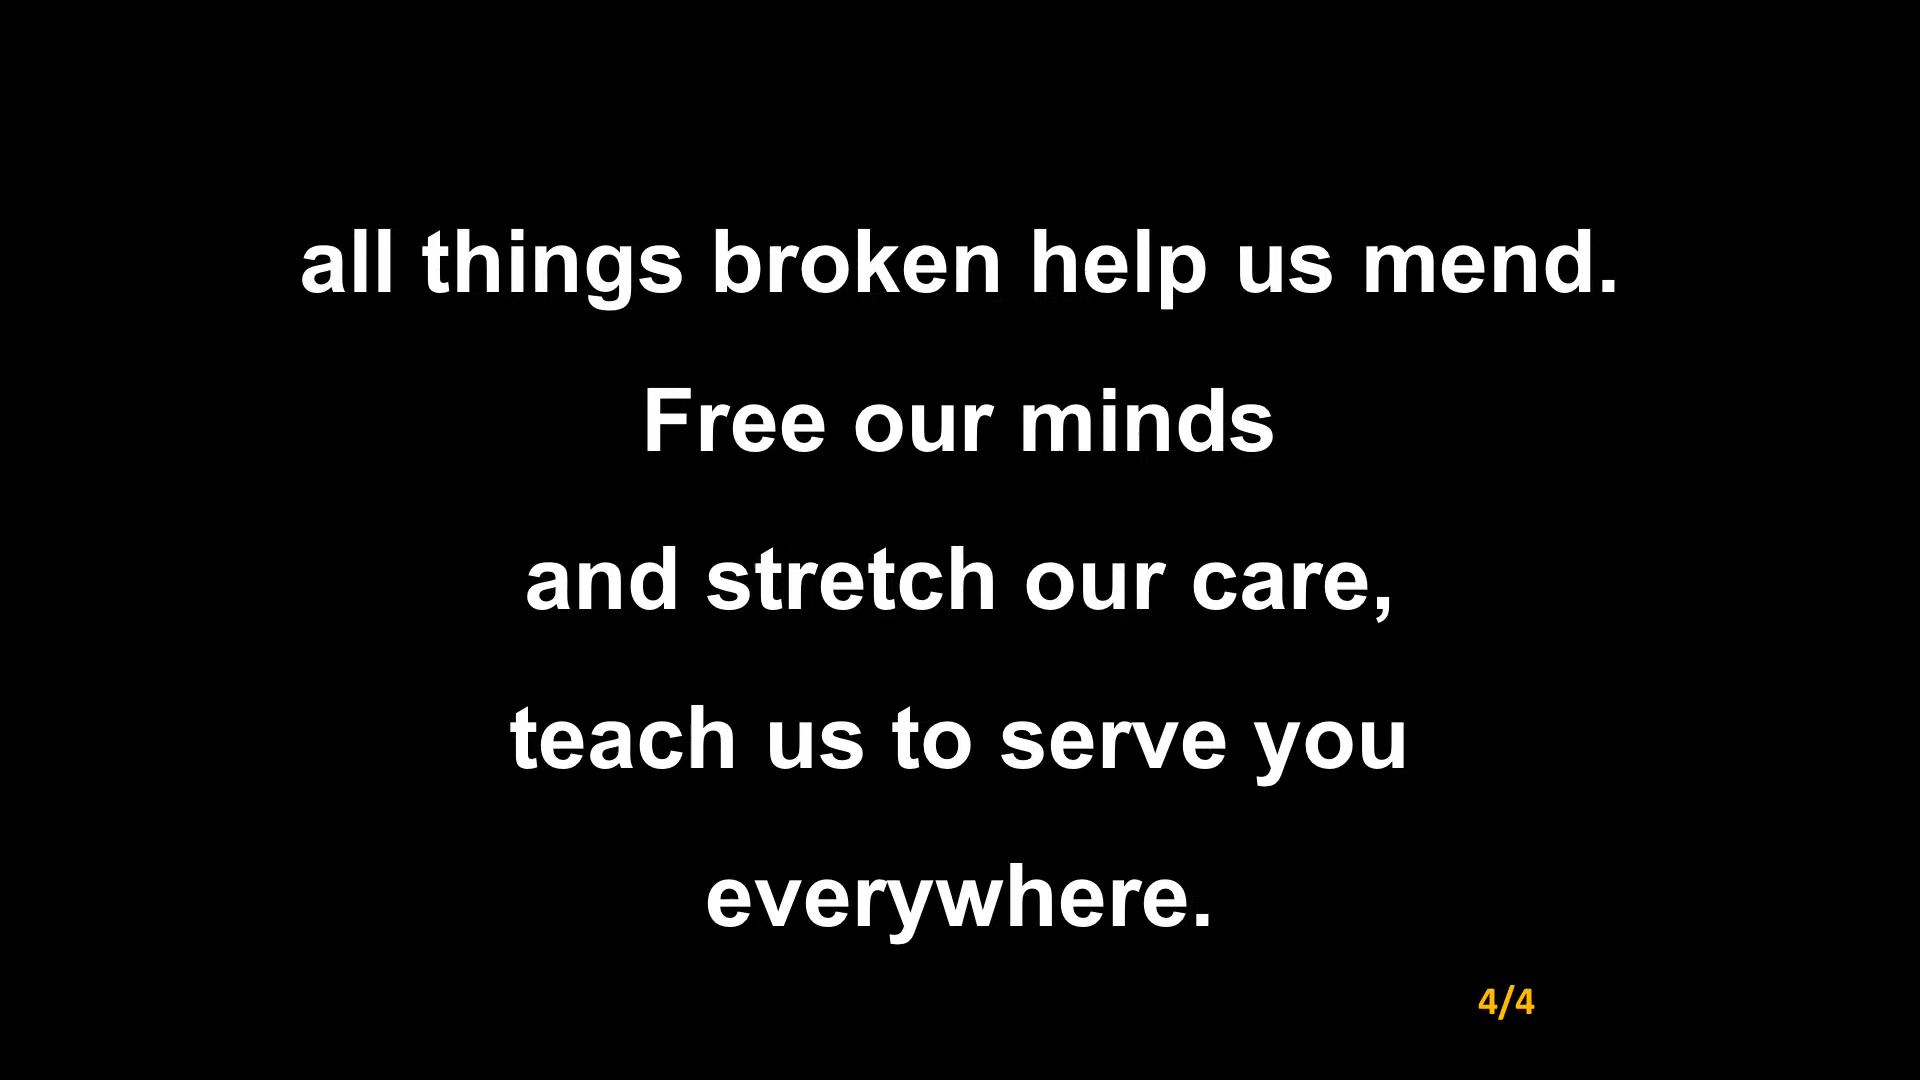 all things broken help us mend.
Free our minds
and stretch our care,
teach us to serve you
everywhere.
4/4